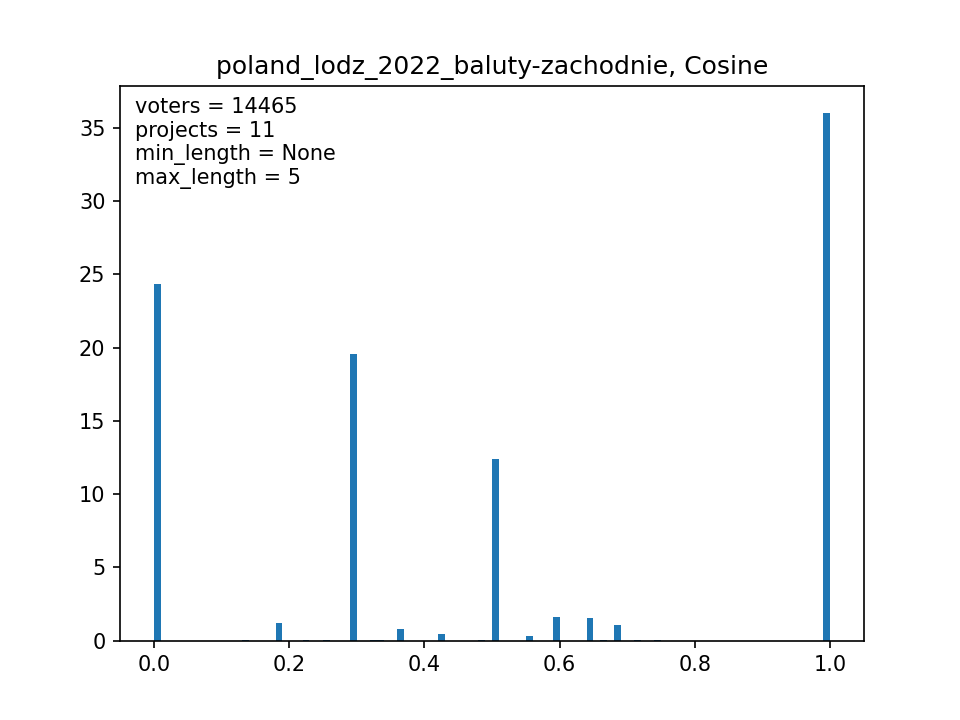 poland_lodz_2022_baluty-zachodnie, Cosine
voters = 14465
projects = 11
min_length = None
max_length = 5
35
30
25
20
15
10
5
0
0.0 0.2 0.4 0.6 0.8 1.0